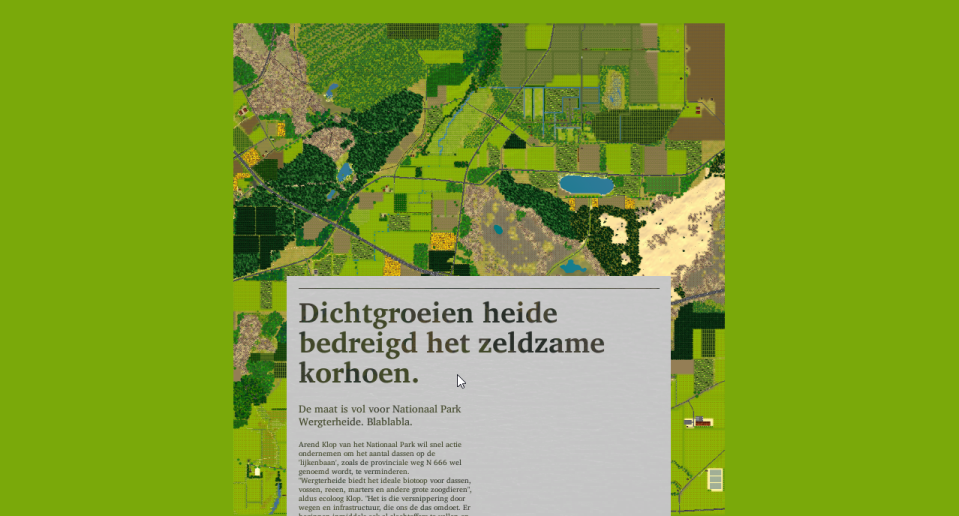 Dichtgroeien heide
bedreigd het zeldzame
korhoen.
De maat is vol voor Nationaal Park
Wergterheide. Blablabla.
Arend Klop van het Nationaal Park wil snel actie
ondernemen om het aantal dassen op de
'lijkenbaan', zoals de provinciale weg N 666 wel
genoemd wordt, te verminderen.
"Wergterheide biedt het ideale biotoop voor dassen,
vossen, reeen, marters en andere grote zoogdieren",
aldus ecoloog Klop. "Het is die versnippering door
wegen en infrastructuur, die ons de das omdoet. Er